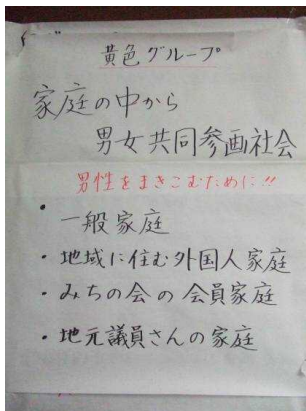 黄色グループ
家庭の中から
男女共同参画社会
男性をまきこむために!!
・一般家庭
・地域に住む外国人家庭
・みちの会の会員家庭
・地元議員さんの家庭